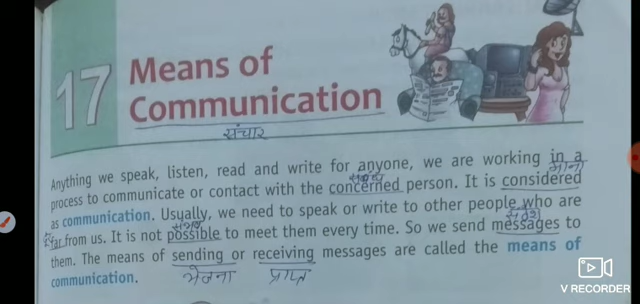 17
Means of
Communication
संचार
Anything we speak, listen, read and write for anyone, we are working in a
माना
process to communicate or contact with the concerned person. It is considered
as communication. Usually, we need to speak or write to other people who are
संभव
संदेश
far from us. It is not possible to meet them every time. So we send messages to
them. The means of sending or receiving messages are called the means of
communication.
भेजना
प्राप्त
V RECORDER